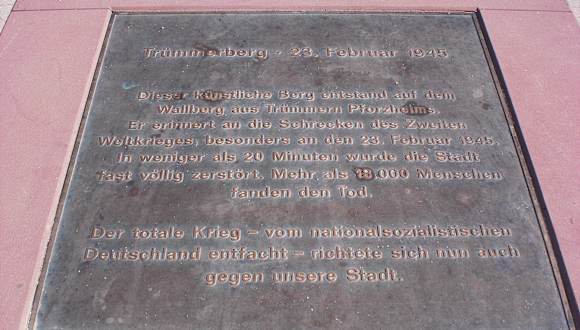 Trümmerberg - 23. Februar 1945
Dieser künstliche Berg entstand auf dem
Wallberg aus Trümmern Pforzheims.
Er erinnert an die Schrecken des Zweiten
Weltkrieges, besonders an den 23. Februar 1945.
In weniger als 20 Minuten wurde die Stadt
fast völlig zerstört. Mehr als 18.000 Menschen
fanden den Tod.
Der totale Krieg – vom nationalsozialistischen
Deutschland entfacht – richtete sich nun auch
gegen unsere Stadt.